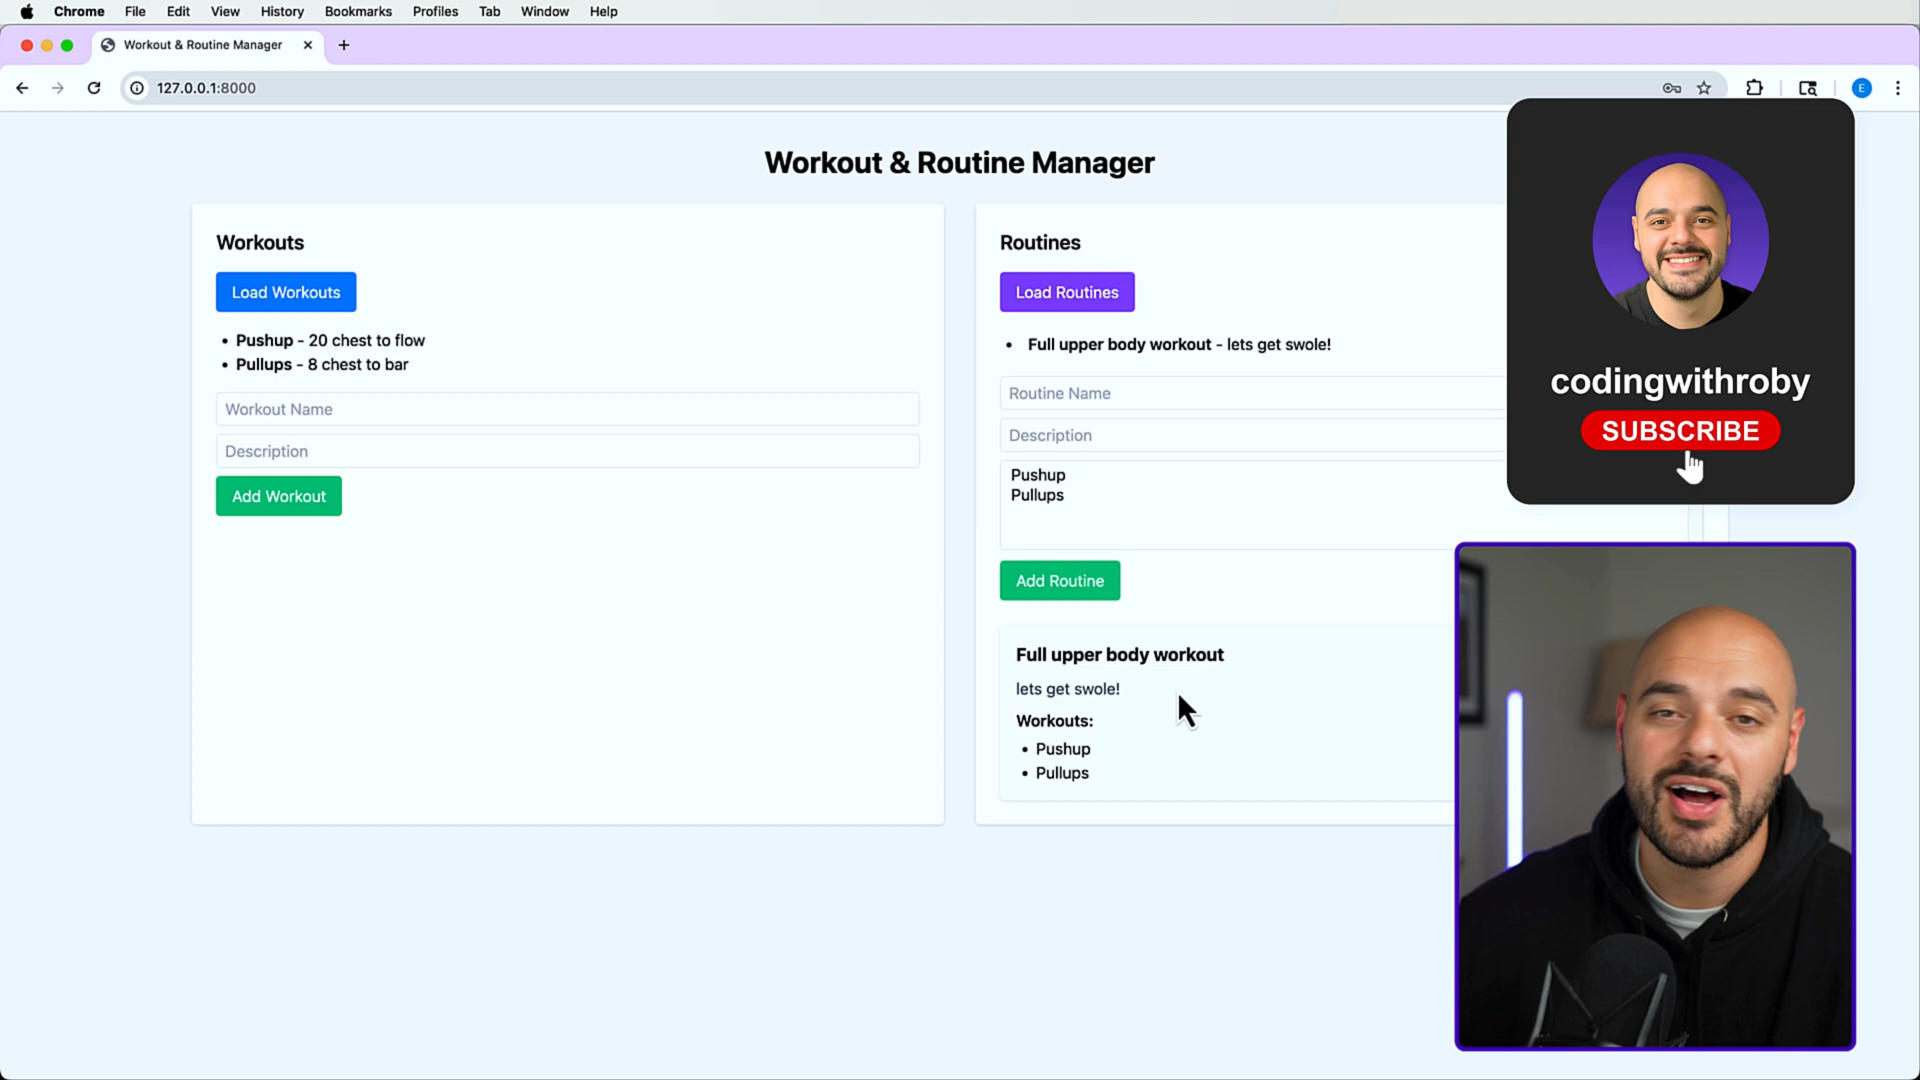 Chrome File Edit View History Bookmarks Profiles Tab Window Help
Workout & Routine Manager
127.0.0.1:8000
E
Workout & Routine Manager
Workouts
Load Workouts
• Pushup - 20 chest to flow
• Pullups - 8 chest to bar
Workout Name
Description
Add Workout
Routines
Load Routines
• Full upper body workout - lets get swole!
Routine Name
Description
Pushup
Pullups
Add Routine
Full upper body workout
lets get swole!
Workouts:
• Pushup
• Pullups
codingwithroby
SUBSCRIBE